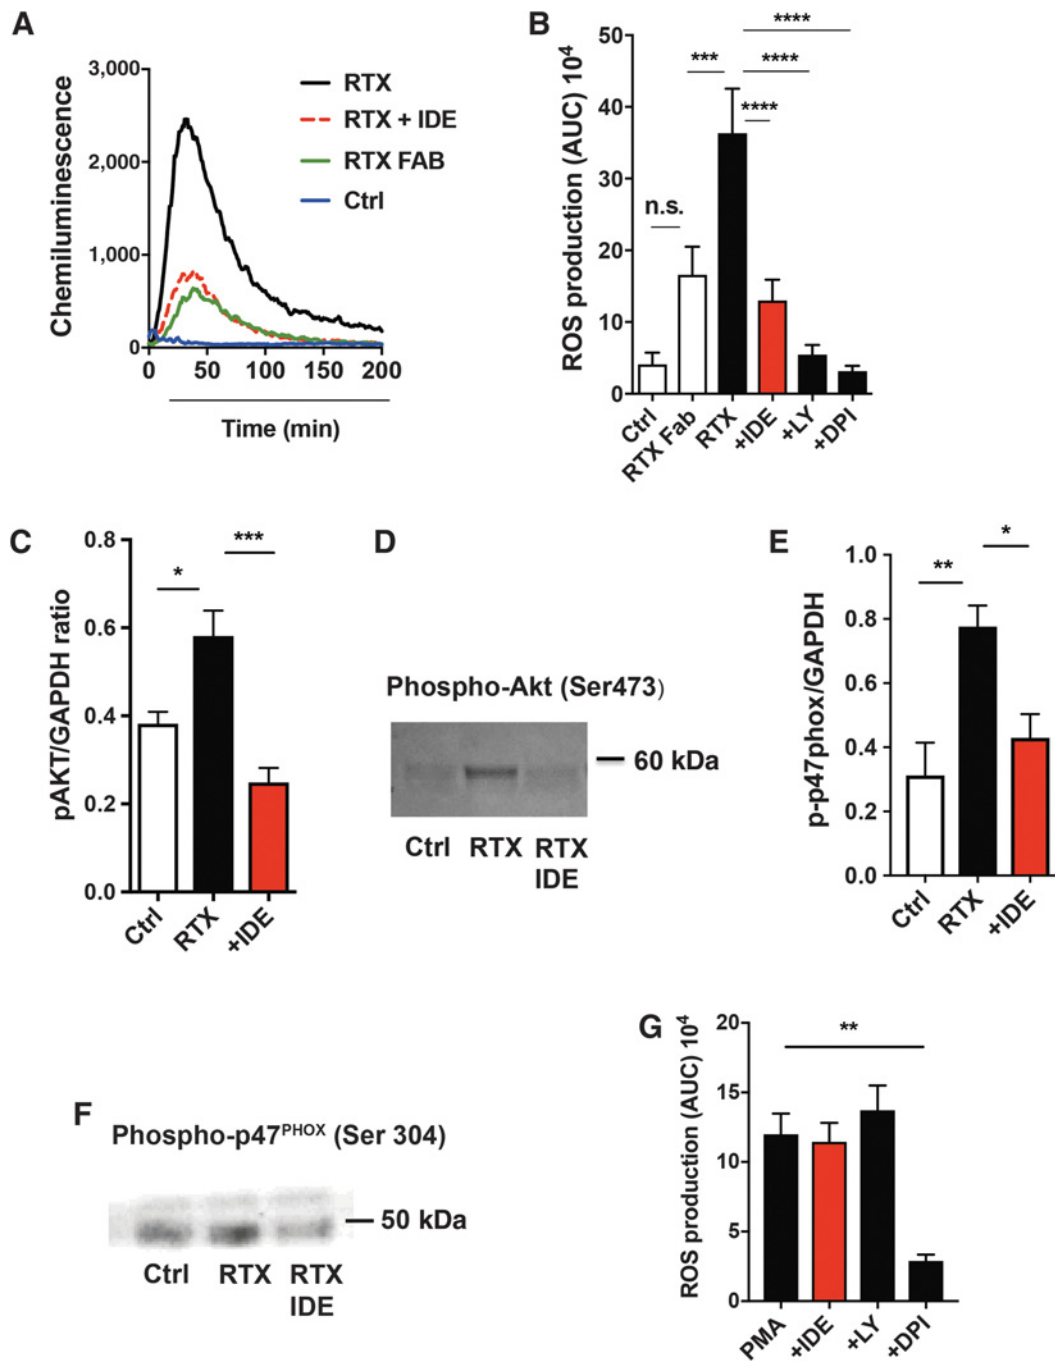 A
3,000
2,000
1,000
0
Chemiluminescence
RTX
RTX + IDE
RTX FAB
Ctrl
0 50 100 150 200
Time (min)
B
50
40
30
20
10
0
ROS production (AUC) 10⁴
n.s.
***
****
****
****
Ctrl
RTX Fab
RTX
+IDE
+LY
+DPI
C
0.8
0.6
0.4
0.2
0.0
pAKT/GAPDH ratio
*
***
Ctrl
RTX
+IDE
D
Phospho-Akt (Ser473)
60 kDa
Ctrl RTX RTX
IDE
E
1.0
0.8
0.6
0.4
0.2
0.0
p-p47phox/GAPDH
**
*
Ctrl
RTX
+IDE
F
Phospho-p47ᴾᴴᴼˣ (Ser 304)
50 kDa
Ctrl RTX RTX
IDE
G
20
15
10
5
0
ROS production (AUC) 10⁴
**
PMA
+IDE
+LY
+DPI